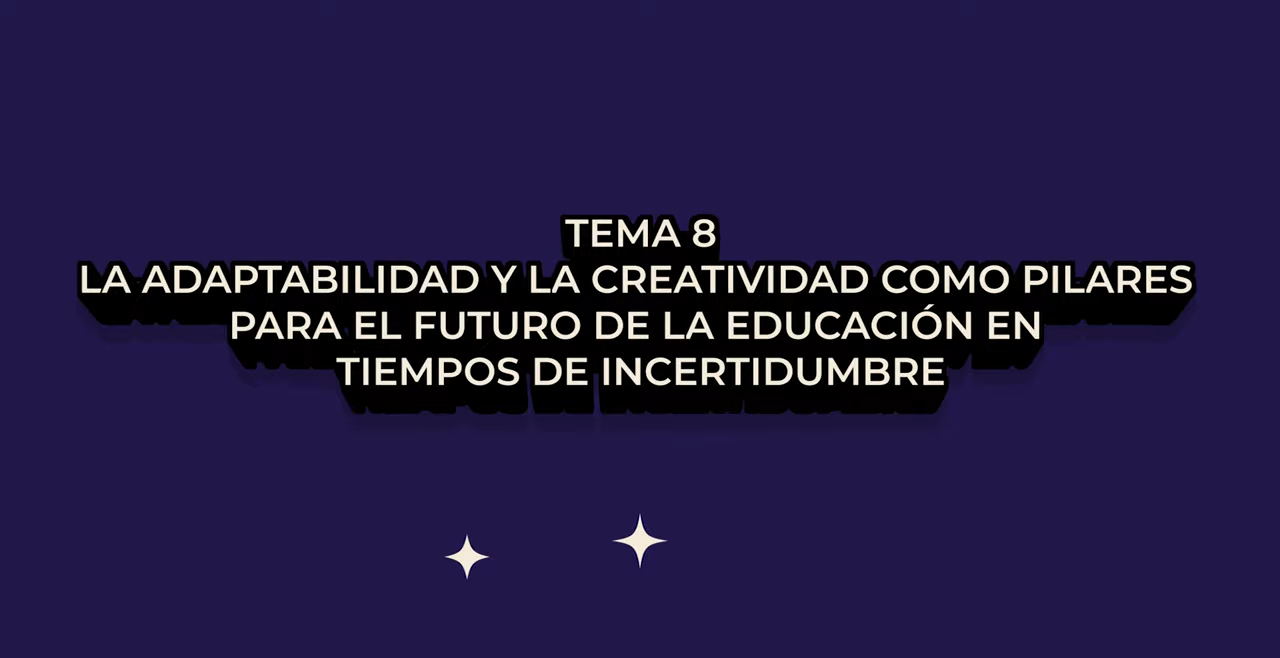 TEMA 8
LA ADAPTABILIDAD Y LA CREATIVIDAD COMO PILARES
PARA EL FUTURO DE LA EDUCACIÓN EN
TIEMPOS DE INCERTIDUMBRE